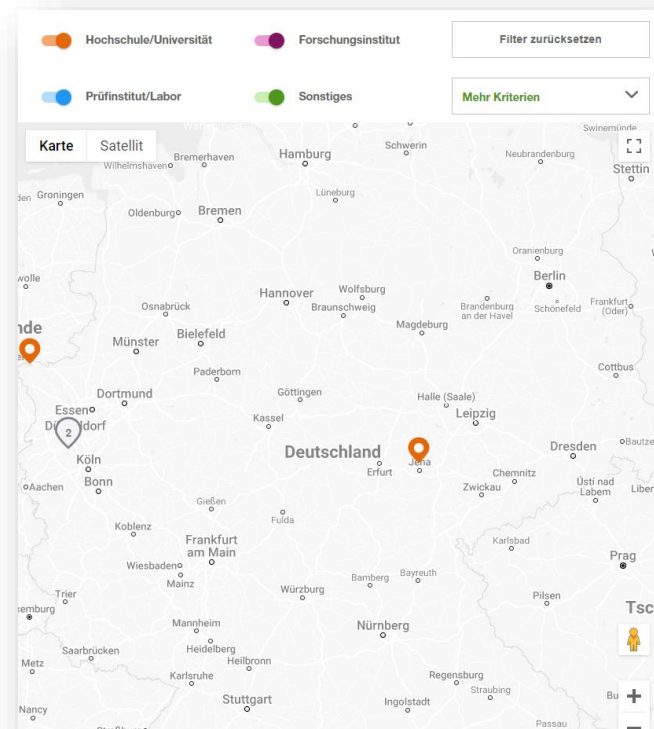 Hochschule/Universität
Forschungsinstitut
Filter zurücksetzen
Prüfinstitut/Labor
Sonstiges
Mehr Kriterien
Karte
Satellit
Swinemünde
Wilhelmshaven
Bremerhaven
Hamburg
Schwerin
Neubrandenburg
Stettin
Groningen
Lüneburg
Oldenburg
Bremen
Oranienburg
Berlin
Hannover
Wolfsburg
Osnabrück
Braunschweig
Brandenburg
an der Havel
Schönefeld
Frankfurt
(Oder)
Magdeburg
Münster
Bielefeld
Paderborn
Cottbus
Dortmund
Göttingen
Halle (Saale)
Essen
Leipzig
Kassel
2
Deutschland
Dresden
Köln
Jena
Erfurt
Aachen
Bonn
Zwickau
Chemnitz
Ústí nad
Labem
Gießen
Fulda
Koblenz
Frankfurt
am Main
Karlsbad
Prag
Wiesbaden
Mainz
Bamberg
Bayreuth
Trier
Würzburg
Pilsen
Mannheim
Nürnberg
Saarbrücken
Heidelberg
Heilbronn
Metz
Karlsruhe
Regensburg
Straubing
Stuttgart
Ingolstadt
Nancy
Passau